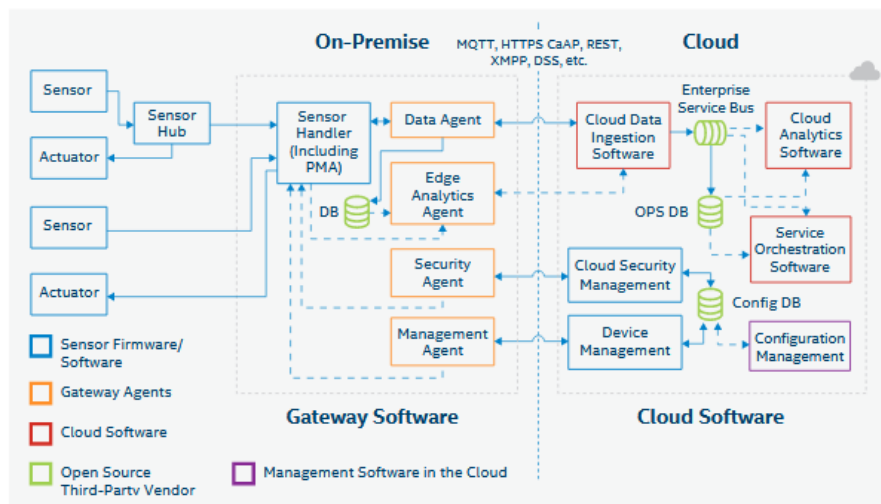 On-Premise
MQTT, HTTPS CaAP, REST,
XMPP, DSS, etc.
Cloud
Sensor
Sensor
Hub
Actuator
Sensor
Actuator
Sensor
Handler
(Including
PMA)
Data Agent
DB
Edge
Analytics
Agent
Security
Agent
Management
Agent
Cloud Data
Ingestion
Software
Enterprise
Service Bus
Cloud
Analytics
Software
OPS DB
Service
Orchestration
Software
Cloud Security
Management
Config DB
Device
Management
Configuration
Management
Gateway Software
Cloud Software
Sensor Firmware/
Software
Gateway Agents
Cloud Software
Open Source
Third-Party Vendor
Management Software in the Cloud